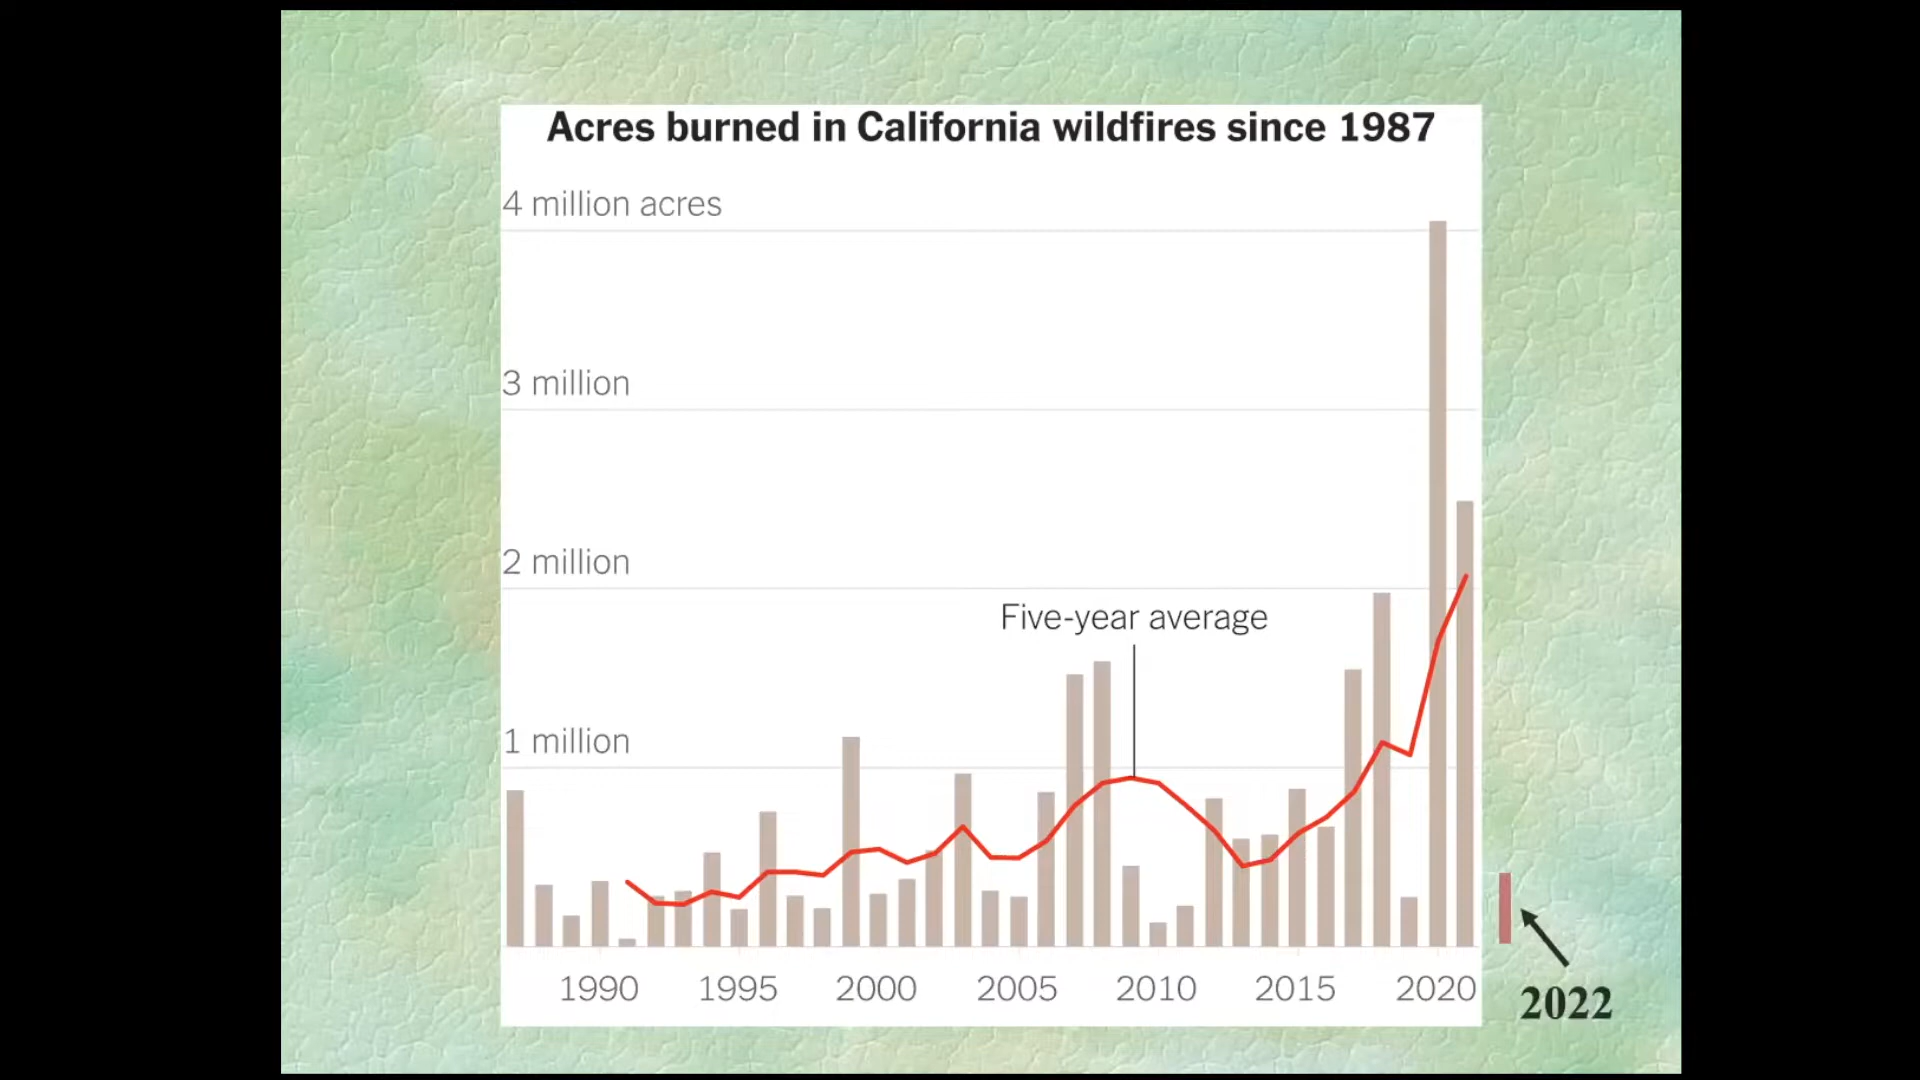 Acres burned in California wildfires since 1987
4 million acres
3 million
2 million
Five-year average
1 million
1990 1995 2000 2005 2010 2015 2020
2022